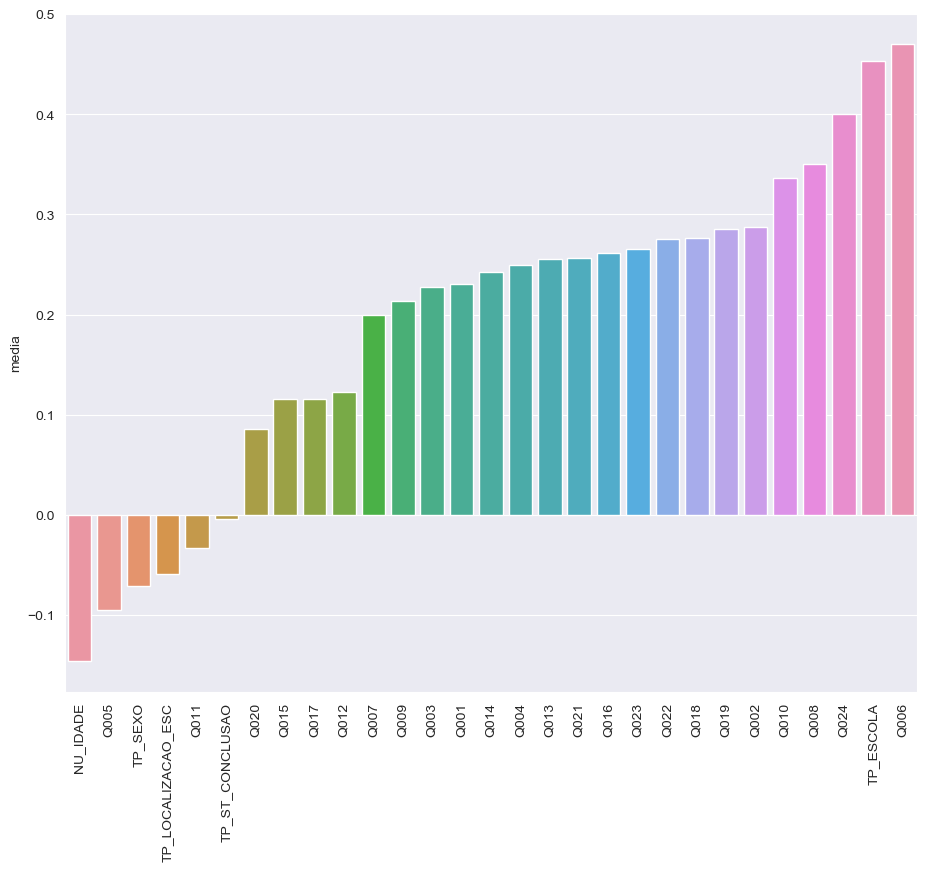 0.5
0.4
0.3
0.2
0.1
0.0
−0.1
media
NU_IDADE
Q005
TP_SEXO
TP_LOCALIZACAO_ESC
Q011
TP_ST_CONCLUSAO
Q020
Q015
Q017
Q012
Q007
Q009
Q003
Q001
Q014
Q004
Q013
Q021
Q016
Q023
Q022
Q018
Q019
Q002
Q010
Q008
Q024
TP_ESCOLA
Q006